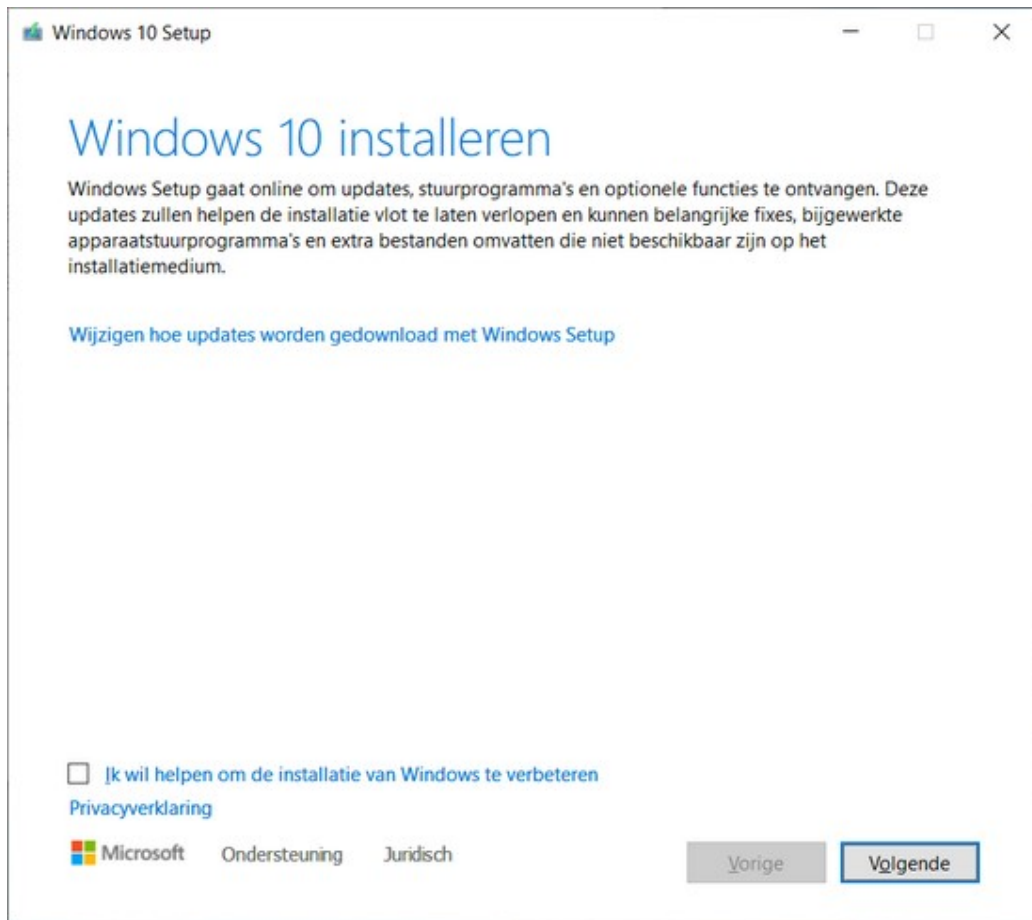 Windows 10 Setup
Windows 10 installeren
Windows Setup gaat online om updates, stuurprogramma's en optionele functies te ontvangen. Deze
updates zullen helpen de installatie vlot te laten verlopen en kunnen belangrijke fixes, bijgewerkte
apparaatstuurprogramma's en extra bestanden omvatten die niet beschikbaar zijn op het
installatiemedium.
Wijzigen hoe updates worden gedownload met Windows Setup
Ik wil helpen om de installatie van Windows te verbeteren
Privacyverklaring
Microsoft Ondersteuning Juridisch
Vorige Volgende